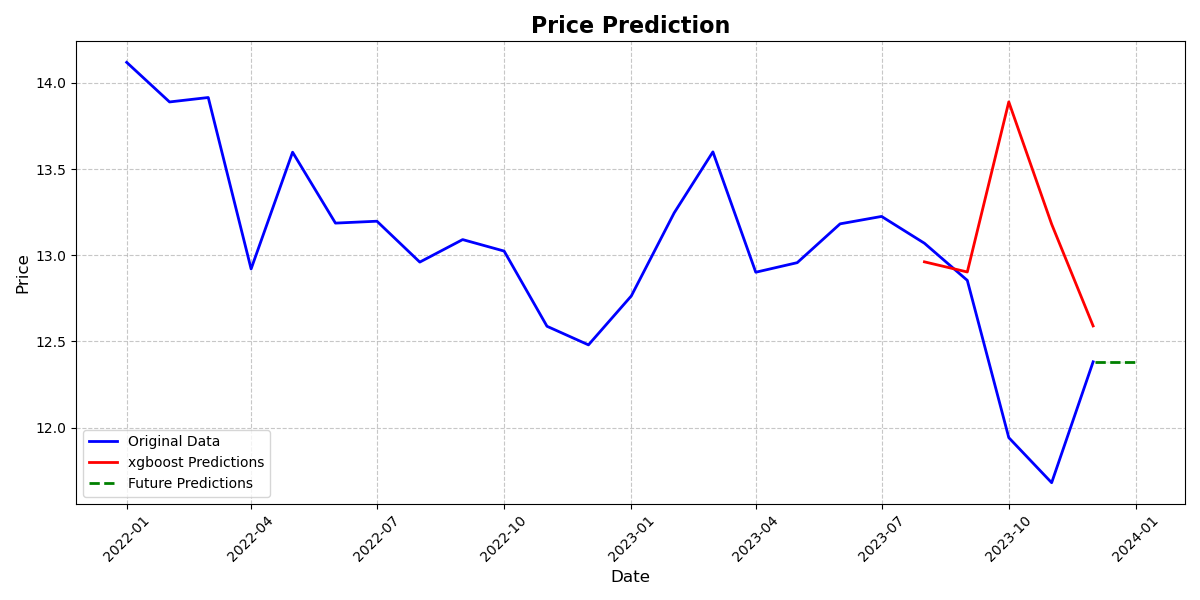 Price Prediction
Price
14.0
13.5
13.0
12.5
12.0
Original Data
xgboost Predictions
Future Predictions
2022-01
2022-04
2022-07
2022-10
2023-01
2023-04
2023-07
2023-10
2024-01
Date